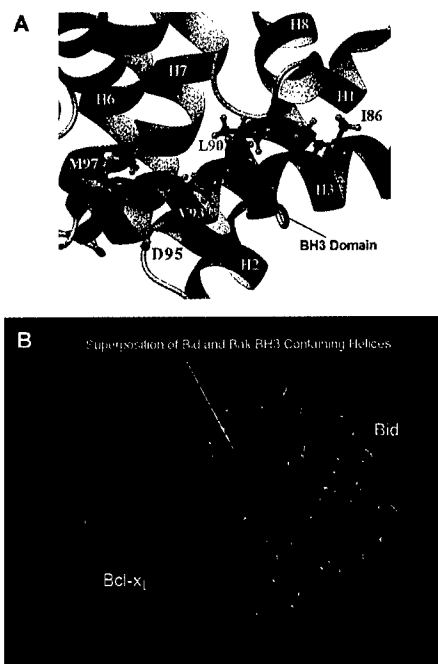 A
H8
H7
H1
H6
I86
L90
M97
H3
V93
D95
BH3 Domain
H2
B
Superposition of Bid and Bak BH3 Containing Helices
Bid
Bcl-xL